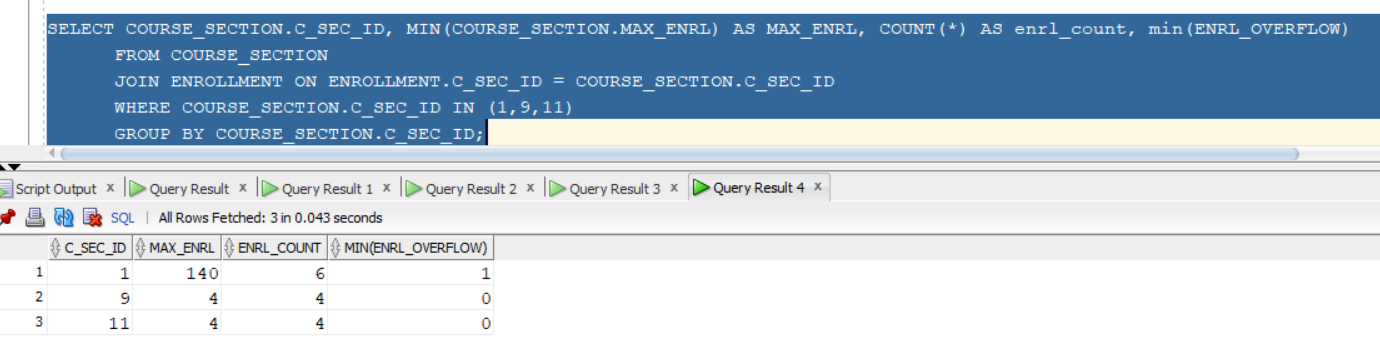 SELECT COURSE_SECTION.C_SEC_ID, MIN(COURSE_SECTION.MAX_ENRL) AS MAX_ENRL, COUNT(*) AS enrl_count, min(ENRL_OVERFLOW)
FROM COURSE_SECTION
JOIN ENROLLMENT ON ENROLLMENT.C_SEC_ID = COURSE_SECTION.C_SEC_ID
WHERE COURSE_SECTION.C_SEC_ID IN (1,9,11)
GROUP BY COURSE_SECTION.C_SEC_ID;
Script Output x Query Result x Query Result 1 x Query Result 2 x Query Result 3 x Query Result 4 x
SQL | All Rows Fetched: 3 in 0.043 seconds
C_SEC_ID MAX_ENRL ENRL_COUNT MIN(ENRL_OVERFLOW)
1 1 140 6 1
2 9 4 4 0
3 11 4 4 0